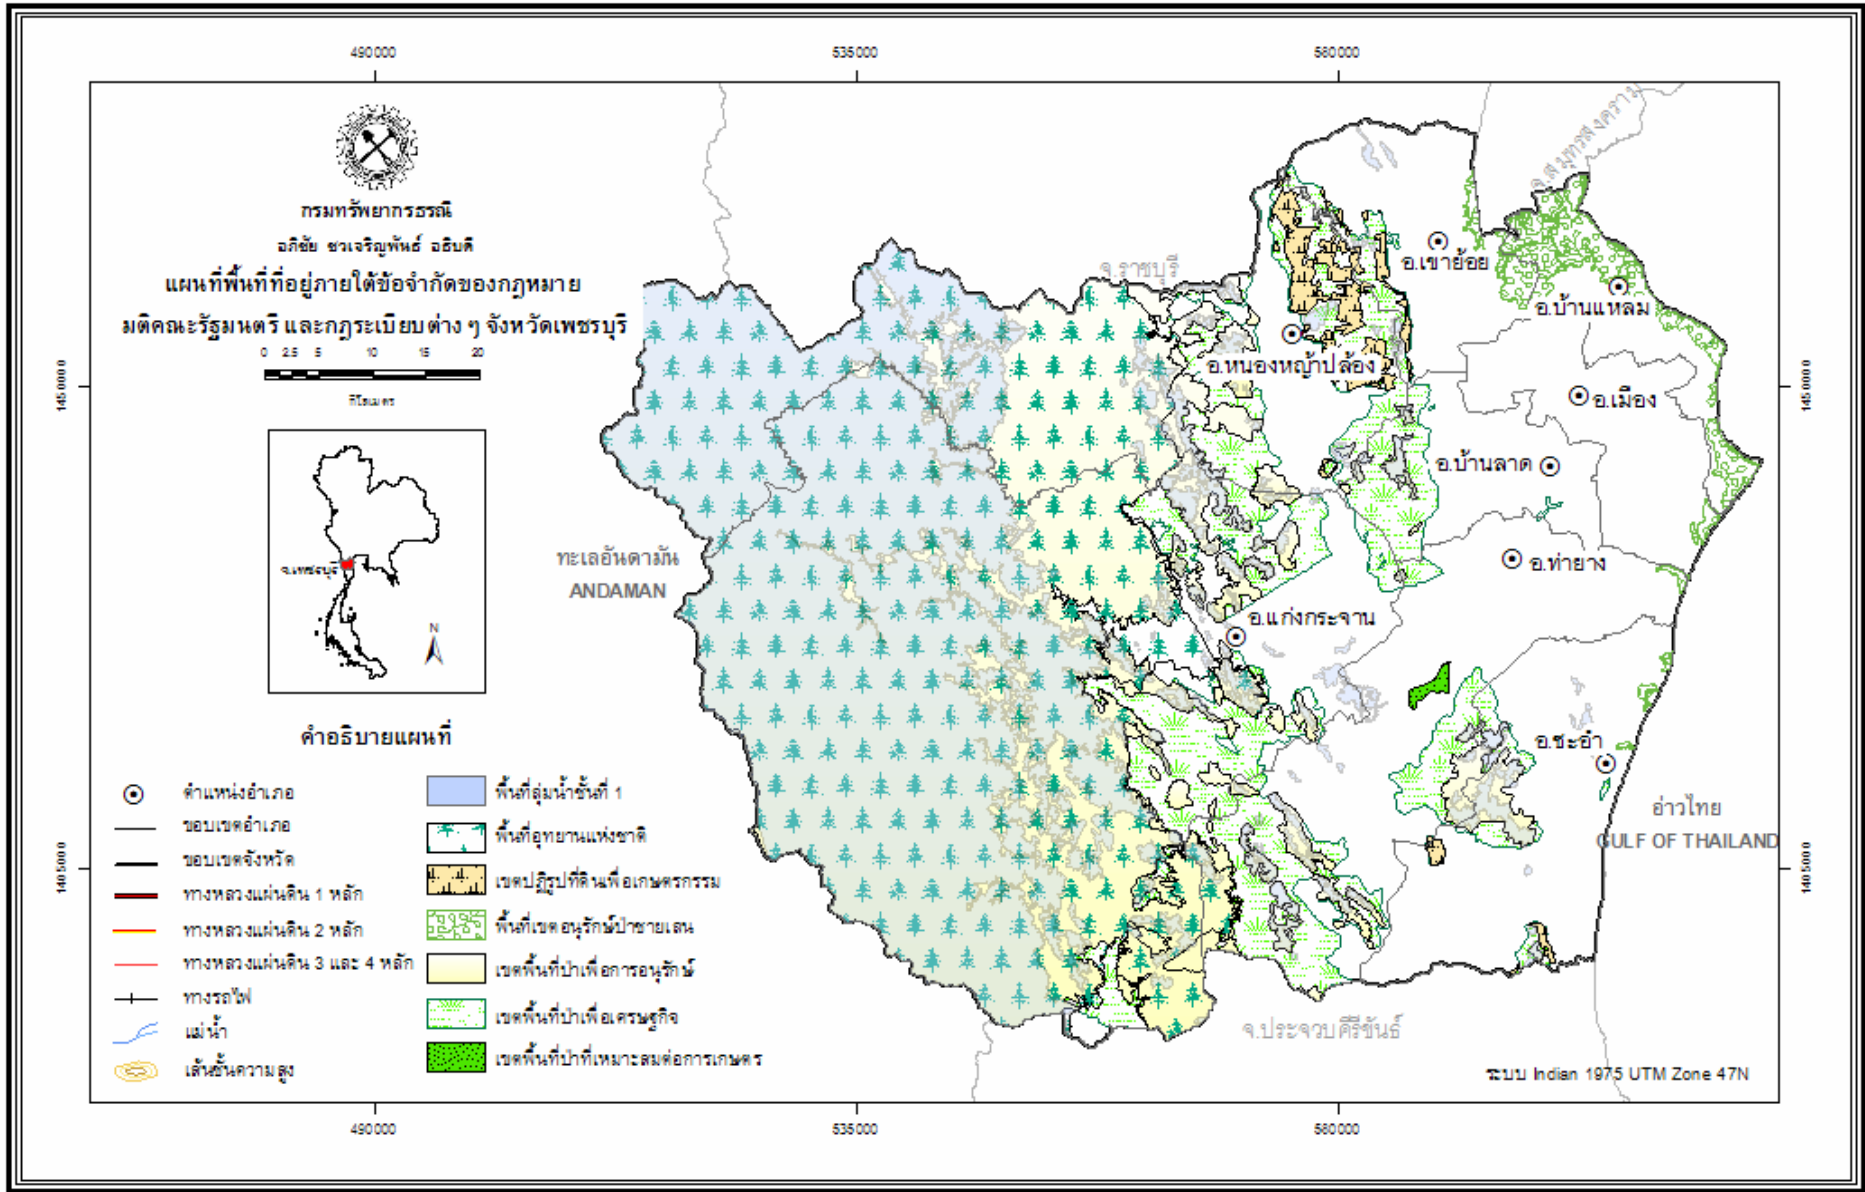 490000
535000
580000
กรมทรัพยากรธรณี
อภิชัย ชวเจริญพันธ์ อธิบดี
แผนที่พื้นที่ที่อยู่ภายใต้ข้อจำกัดของกฎหมาย
มติคณะรัฐมนตรี และกฎระเบียบต่าง ๆ จังหวัดเพชรบุรี
0 2.5 5 10 15 20
กิโลเมตร
จ.เพชรบุรี
N
คำอธิบายแผนที่
ตำแหน่งอำเภอ
ขอบเขตอำเภอ
ขอบเขตจังหวัด
ทางหลวงแผ่นดิน 1 หลัก
ทางหลวงแผ่นดิน 2 หลัก
ทางหลวงแผ่นดิน 3 และ 4 หลัก
ทางรถไฟ
แม่น้ำ
เส้นชั้นความสูง
พื้นที่ลุ่มน้ำชั้นที่ 1
พื้นที่อุทยานแห่งชาติ
เขตปฏิรูปที่ดินเพื่อเกษตรกรรม
พื้นที่เขตอนุรักษ์ป่าชายเลน
เขตพื้นที่ป่าเพื่อการอนุรักษ์
เขตพื้นที่ป่าเพื่อเศรษฐกิจ
เขตพื้นที่ป่าที่เหมาะสมต่อการเกษตร
จ.สมุทรสงคราม
จ.ราชบุรี
อ.เขาย้อย
อ.บ้านแหลม
อ.หนองหญ้าปล้อง
อ.เมือง
อ.บ้านลาด
อ.ท่ายาง
อ.แก่งกระจาน
อ.ชะอำ
ทะเลอันดามัน
ANDAMAN
อ่าวไทย
GULF OF THAILAND
จ.ประจวบคีรีขันธ์
ระบบ Indian 1975 UTM Zone 47N
1450000
1405000
1450000
1405000
490000
535000
580000